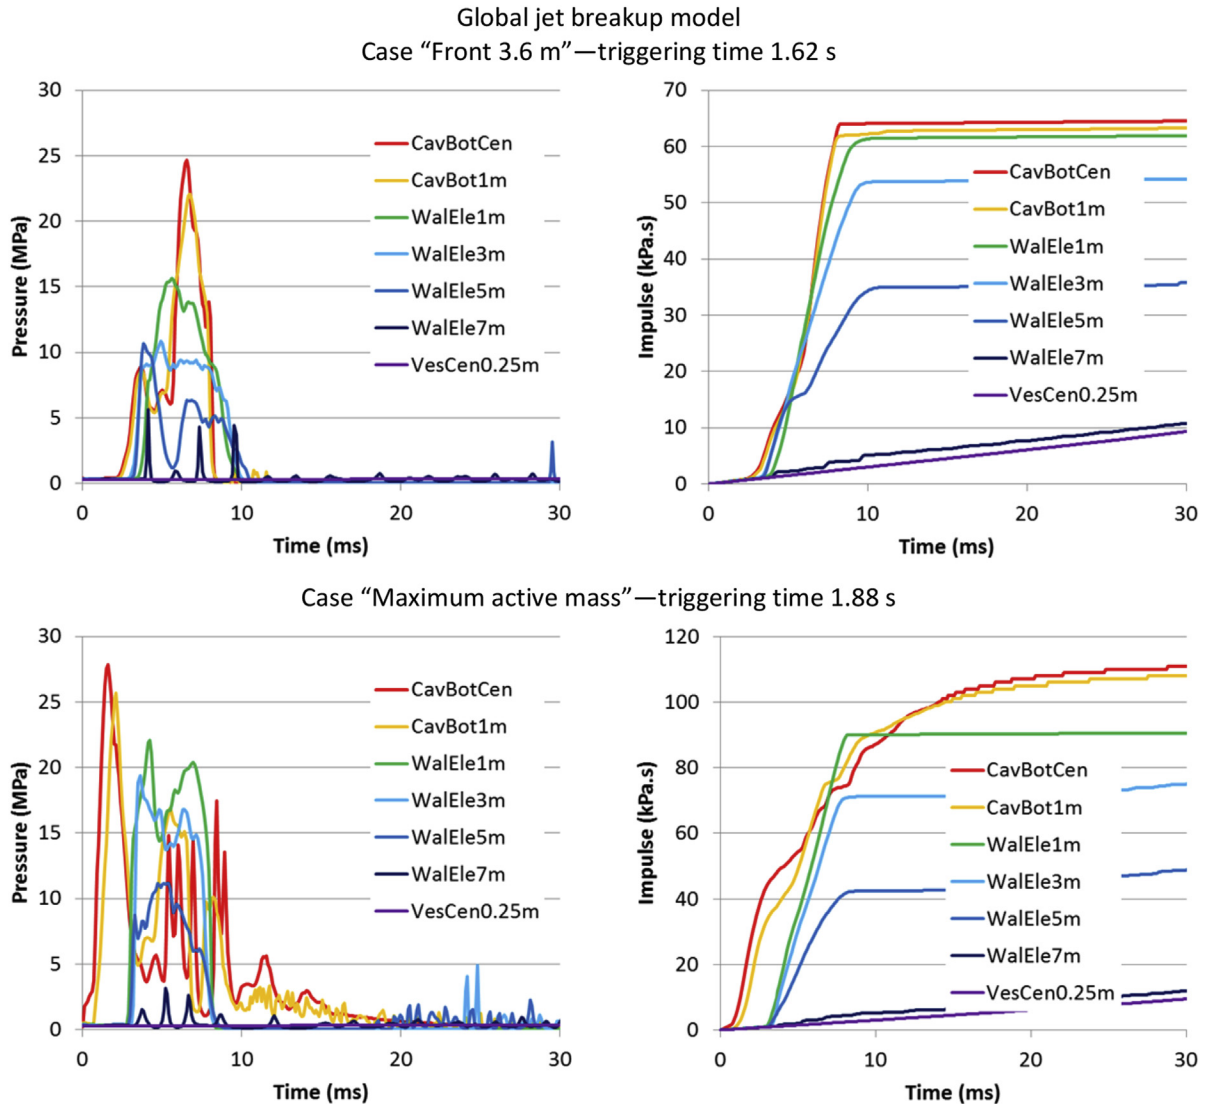 Global jet breakup model
Case “Front 3.6 m”—triggering time 1.62 s
30
25
20
15
10
5
0
Pressure (MPa)
0 10 20 30
Time (ms)
CavBotCen
CavBot1m
WalEle1m
WalEle3m
WalEle5m
WalEle7m
VesCen0.25m
70
60
50
40
30
20
10
0
Impulse (kPa.s)
0 10 20 30
Time (ms)
CavBotCen
CavBot1m
WalEle1m
WalEle3m
WalEle5m
WalEle7m
VesCen0.25m
Case “Maximum active mass”—triggering time 1.88 s
30
25
20
15
10
5
0
Pressure (MPa)
0 10 20 30
Time (ms)
CavBotCen
CavBot1m
WalEle1m
WalEle3m
WalEle5m
WalEle7m
VesCen0.25m
120
100
80
60
40
20
0
Impulse (kPa.s)
0 10 20 30
Time (ms)
CavBotCen
CavBot1m
WalEle1m
WalEle3m
WalEle5m
WalEle7m
VesCen0.25m